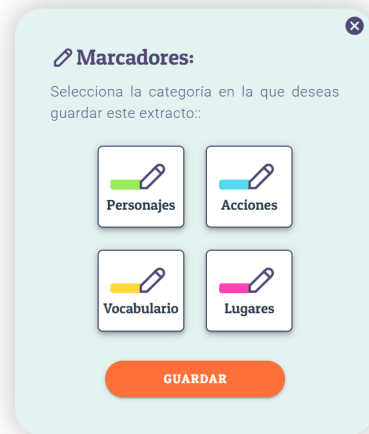 Marcadores:
Selecciona la categoría en la que deseas
guardar este extracto::
Personajes
Acciones
Vocabulario
Lugares
GUARDAR